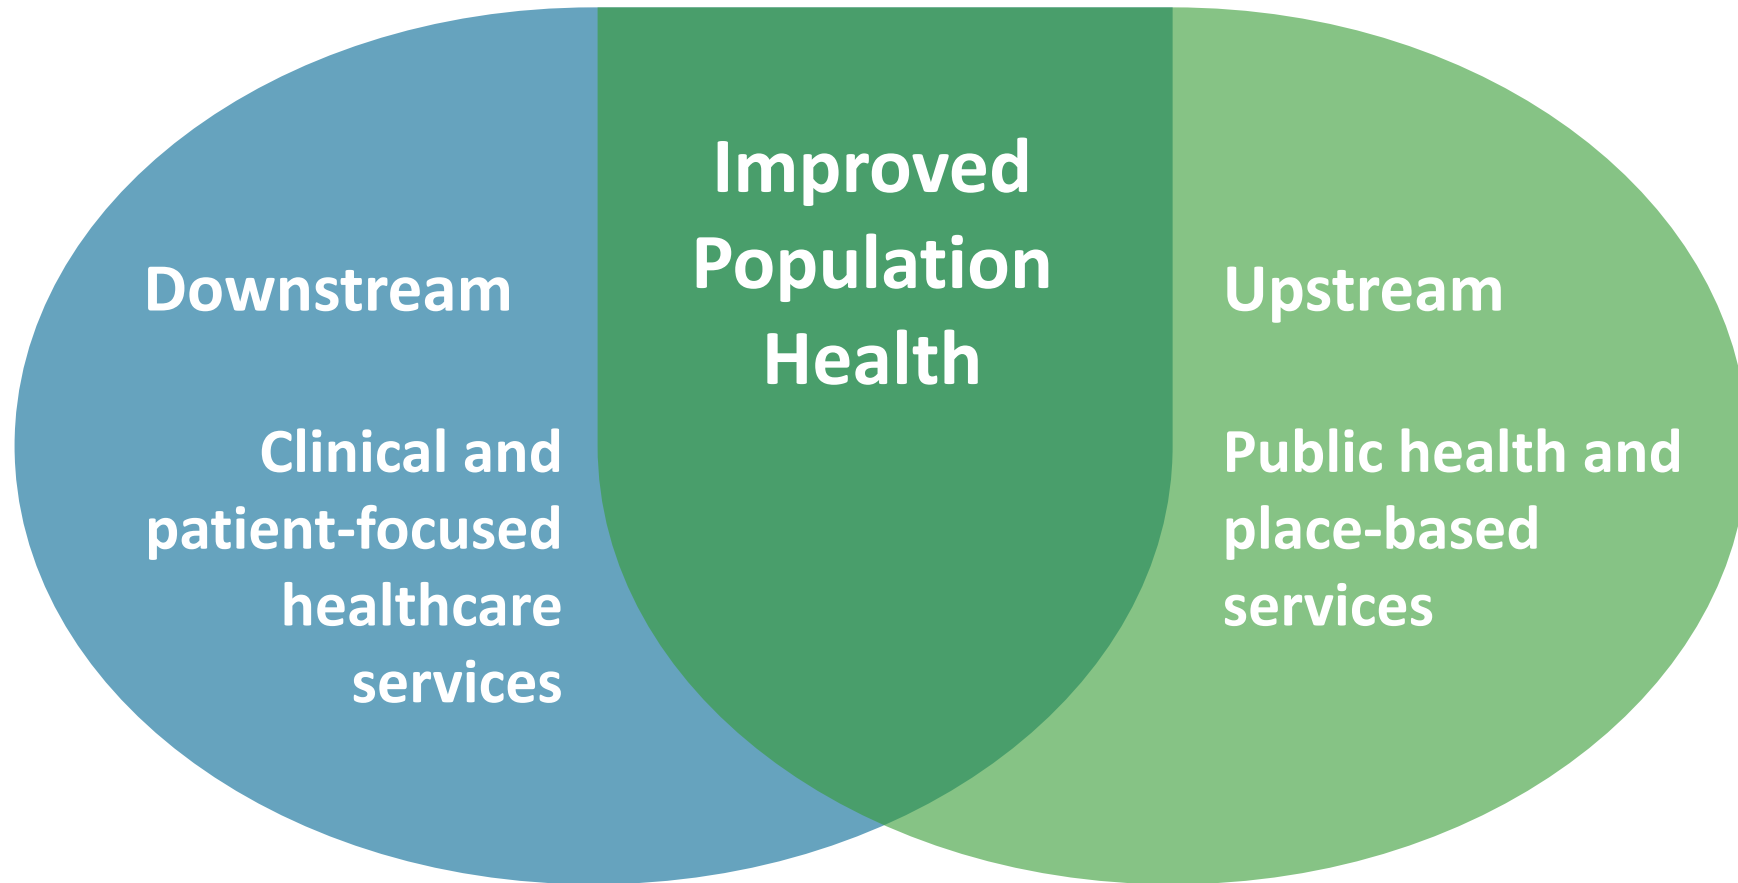 Downstream
Clinical and
patient-focused
healthcare
services
Improved
Population
Health
Upstream
Public health and
place-based
services